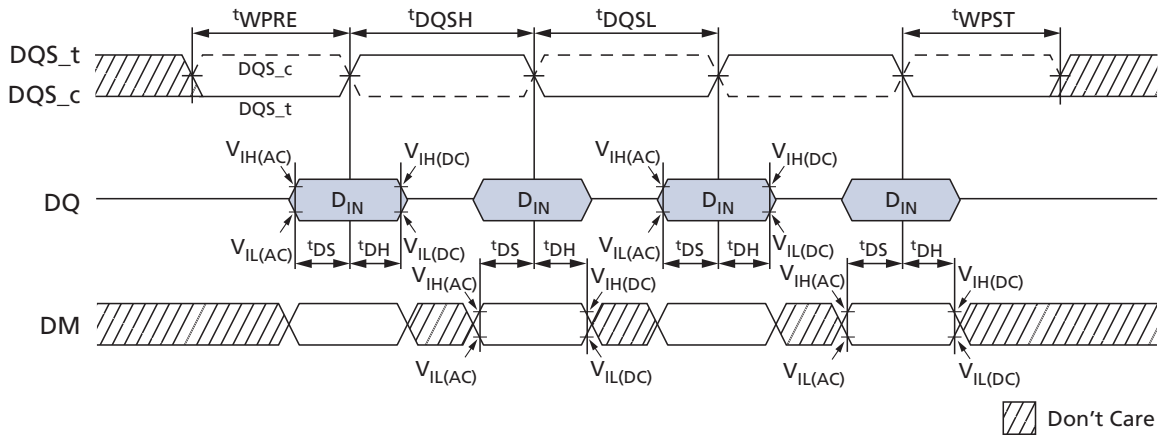 tWPRE tDQSH tDQSL tWPST
DQS_t
DQS_c
DQS_c
DQS_t
VIH(AC) VIH(DC) VIH(AC) VIH(DC)
DQ DIN DIN DIN DIN
VIL(AC) VIL(DC) VIL(AC) VIL(DC)
tDS tDH tDS tDH tDS tDH tDS tDH
VIH(AC) VIH(DC) VIH(AC) VIH(DC)
DM
VIL(AC) VIL(DC) VIL(AC) VIL(DC)
Don't Care